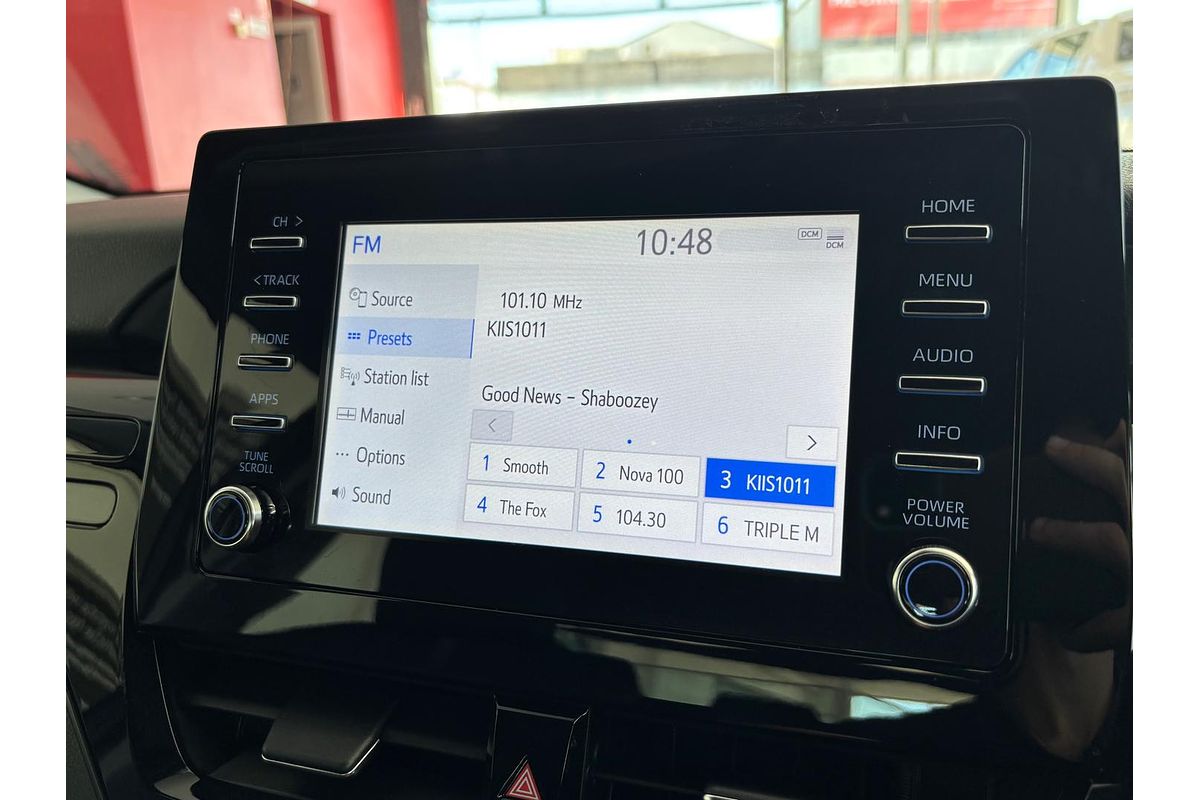 CH >
< TRACK
PHONE
APPS
TUNE
SCROLL
FM
10:48
DCM
DCM
Source
Presets
Station list
Manual
Options
Sound
101.10 MHz
KIIS1011
Good News – Shaboozey
1 Smooth
2 Nova 100
3 KIIS1011
4 The Fox
5 104.30
6 TRIPLE M
HOME
MENU
AUDIO
INFO
POWER
VOLUME